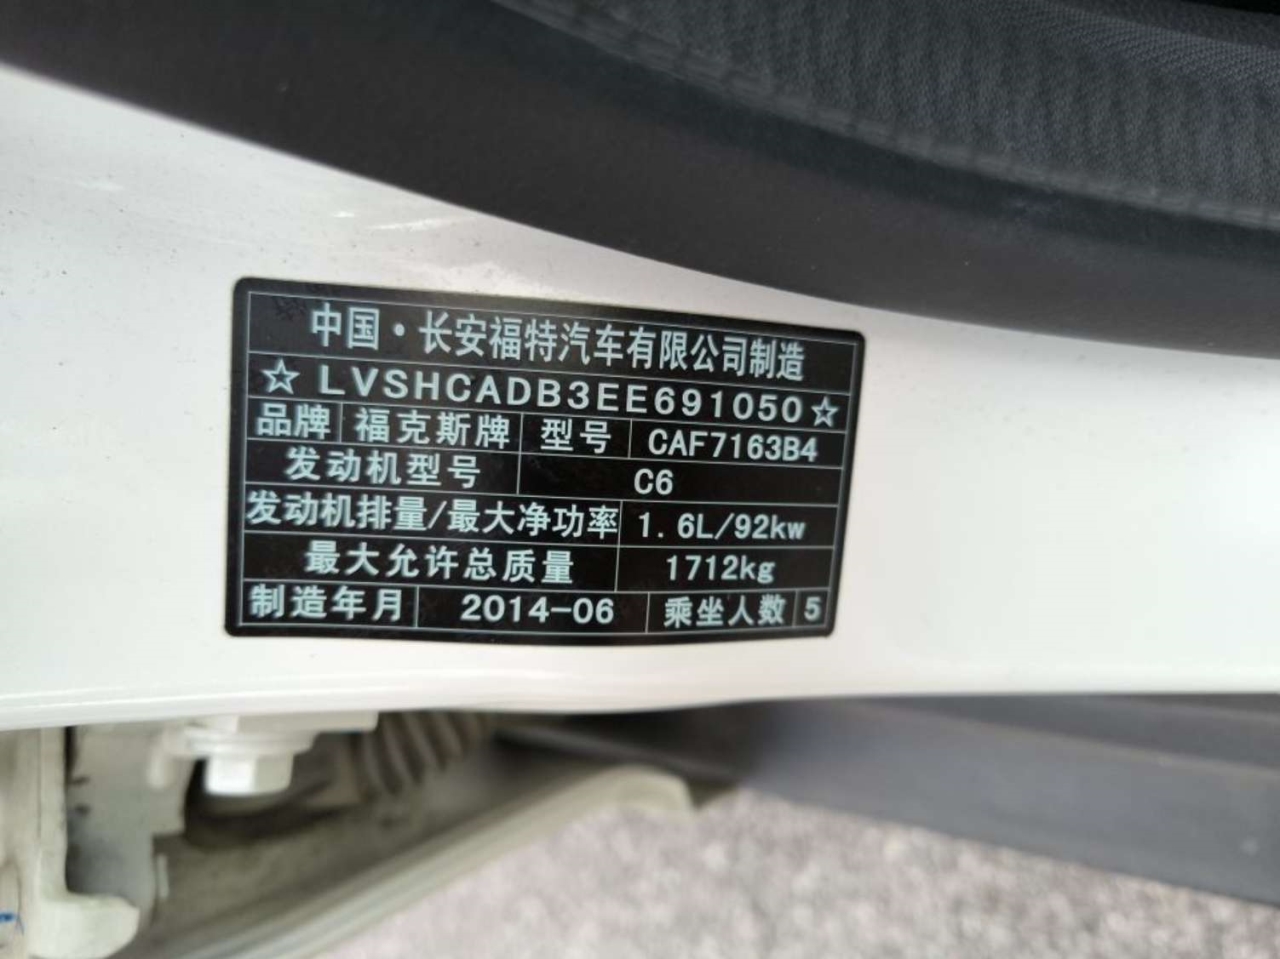 中国·长安福特汽车有限公司制造
☆LVSHCADB3EE691050☆
品牌 福克斯牌 型号 CAF7163B4
发动机型号 C6
发动机排量/最大净功率 1.6L/92kw
最大允许总质量 1712kg
制造年月 2014-06 乘坐人数 5